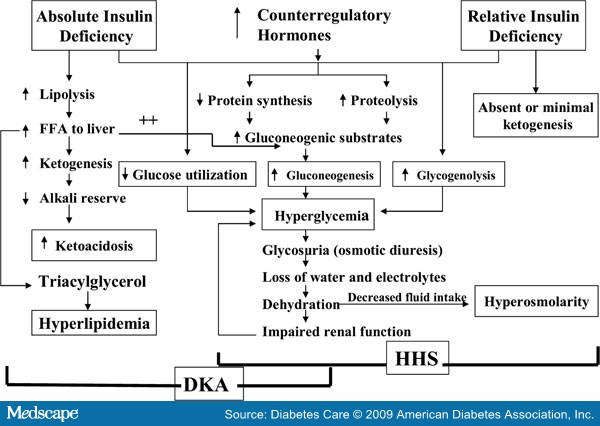 Absolute Insulin
Deficiency
↑ Counterregulatory
Hormones
Relative Insulin
Deficiency
↑ Lipolysis
↓ Protein synthesis
↑ Proteolysis
Absent or minimal
ketogenesis
↑ FFA to liver
++
↑ Gluconeogenic substrates
↑ Ketogenesis
↓ Glucose utilization
↑ Gluconeogenesis
↑ Glycogenolysis
↓ Alkali reserve
Hyperglycemia
↑ Ketoacidosis
Glycosuria (osmotic diuresis)
Triacylglycerol
Loss of water and electrolytes
Hyperlipidemia
Dehydration
Decreased fluid intake
Hyperosmolarity
Impaired renal function
HHS
DKA
Medscape
Source: Diabetes Care © 2009 American Diabetes Association, Inc.